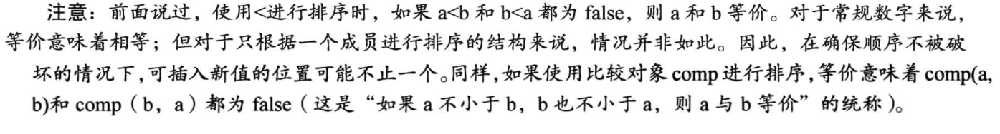 注意：前面说过，使用<进行排序时，如果 a<b 和 b<a 都为 false，则 a 和 b 等价。对于常规数字来说，
等价意味着相等；但对于只根据一个成员进行排序的结构来说，情况并非如此。因此，在确保顺序不被破
坏的情况下,可插入新值的位置可能不止一个。同样,如果使用比较对象 comp 进行排序,等价意味着 comp(a,
b)和 comp（b，a）都为 false（这是“如果 a 不小于 b，b 也不小于 a，则 a 与 b 等价”的统称）。